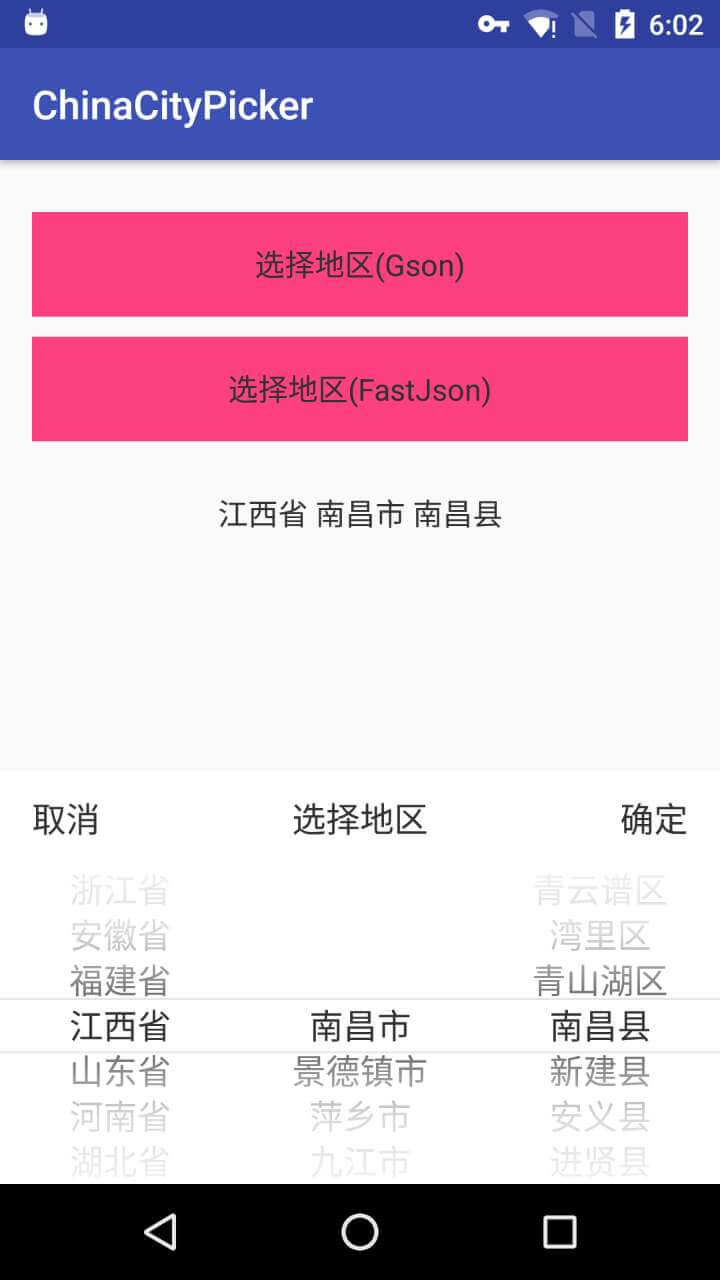 6:02
ChinaCityPicker
选择地区(Gson)
选择地区(FastJson)
江西省 南昌市 南昌县
取消 选择地区 确定
浙江省 青云谱区
安徽省 湾里区
福建省 青山湖区
江西省 南昌市 南昌县
山东省 景德镇市 新建县
河南省 萍乡市 安义县
湖北省 九江市 进贤县